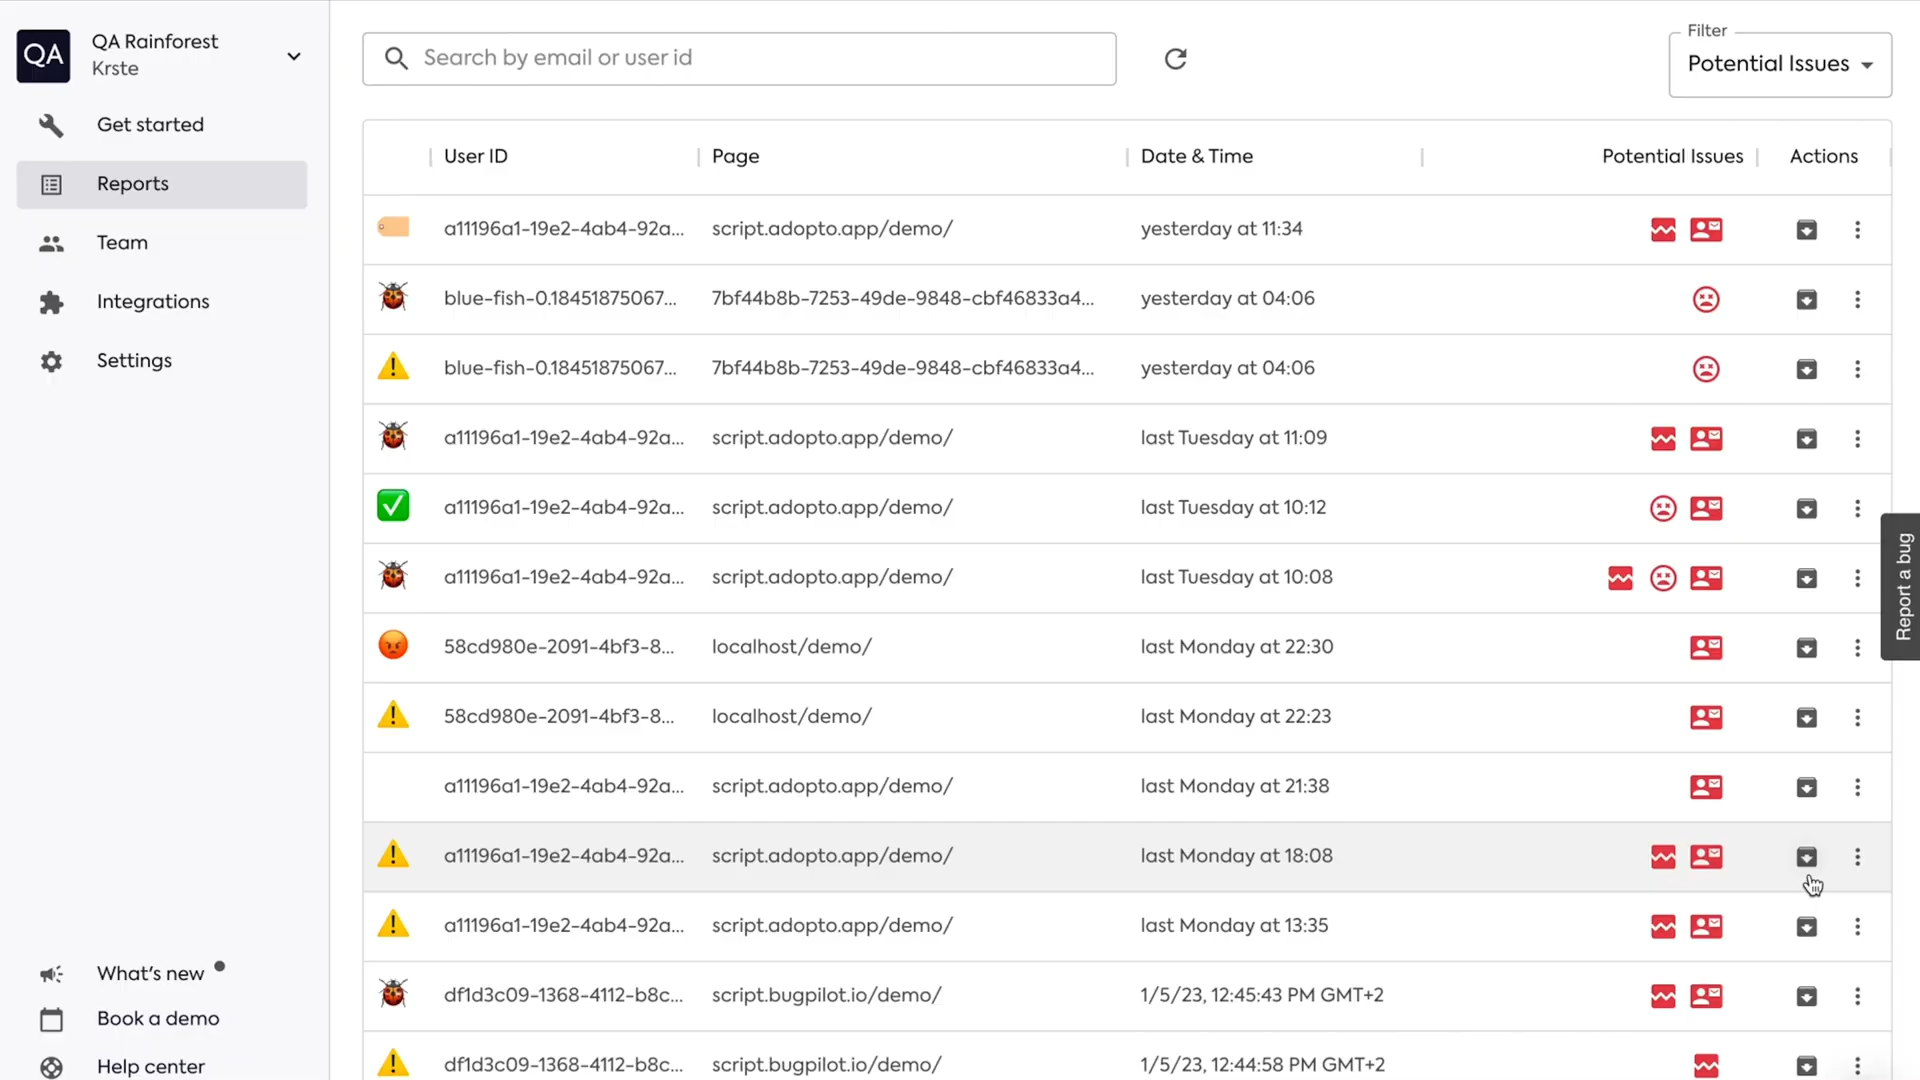 QA
QA Rainforest
Krste
Get started
Reports
Team
Integrations
Settings
What's new
Book a demo
Help center
Search by email or user id
Filter
Potential Issues
User ID Page Date & Time Potential Issues Actions
a11196a1-19e2-4ab4-92a... script.adopto.app/demo/ yesterday at 11:34
blue-fish-0.18451875067... 7bf44b8b-7253-49de-9848-cbf46833a4... yesterday at 04:06
blue-fish-0.18451875067... 7bf44b8b-7253-49de-9848-cbf46833a4... yesterday at 04:06
a11196a1-19e2-4ab4-92a... script.adopto.app/demo/ last Tuesday at 11:09
a11196a1-19e2-4ab4-92a... script.adopto.app/demo/ last Tuesday at 10:12
a11196a1-19e2-4ab4-92a... script.adopto.app/demo/ last Tuesday at 10:08
58cd980e-2091-4bf3-8... localhost/demo/ last Monday at 22:30
58cd980e-2091-4bf3-8... localhost/demo/ last Monday at 22:23
a11196a1-19e2-4ab4-92a... script.adopto.app/demo/ last Monday at 21:38
a11196a1-19e2-4ab4-92a... script.adopto.app/demo/ last Monday at 18:08
a11196a1-19e2-4ab4-92a... script.adopto.app/demo/ last Monday at 13:35
df1d3c09-1368-4112-b8c... script.bugpilot.io/demo/ 1/5/23, 12:45:43 PM GMT+2
df1d3c09-1368-4112-b8c... script.bugpilot.io/demo/ 1/5/23, 12:44:58 PM GMT+2
Report a bug